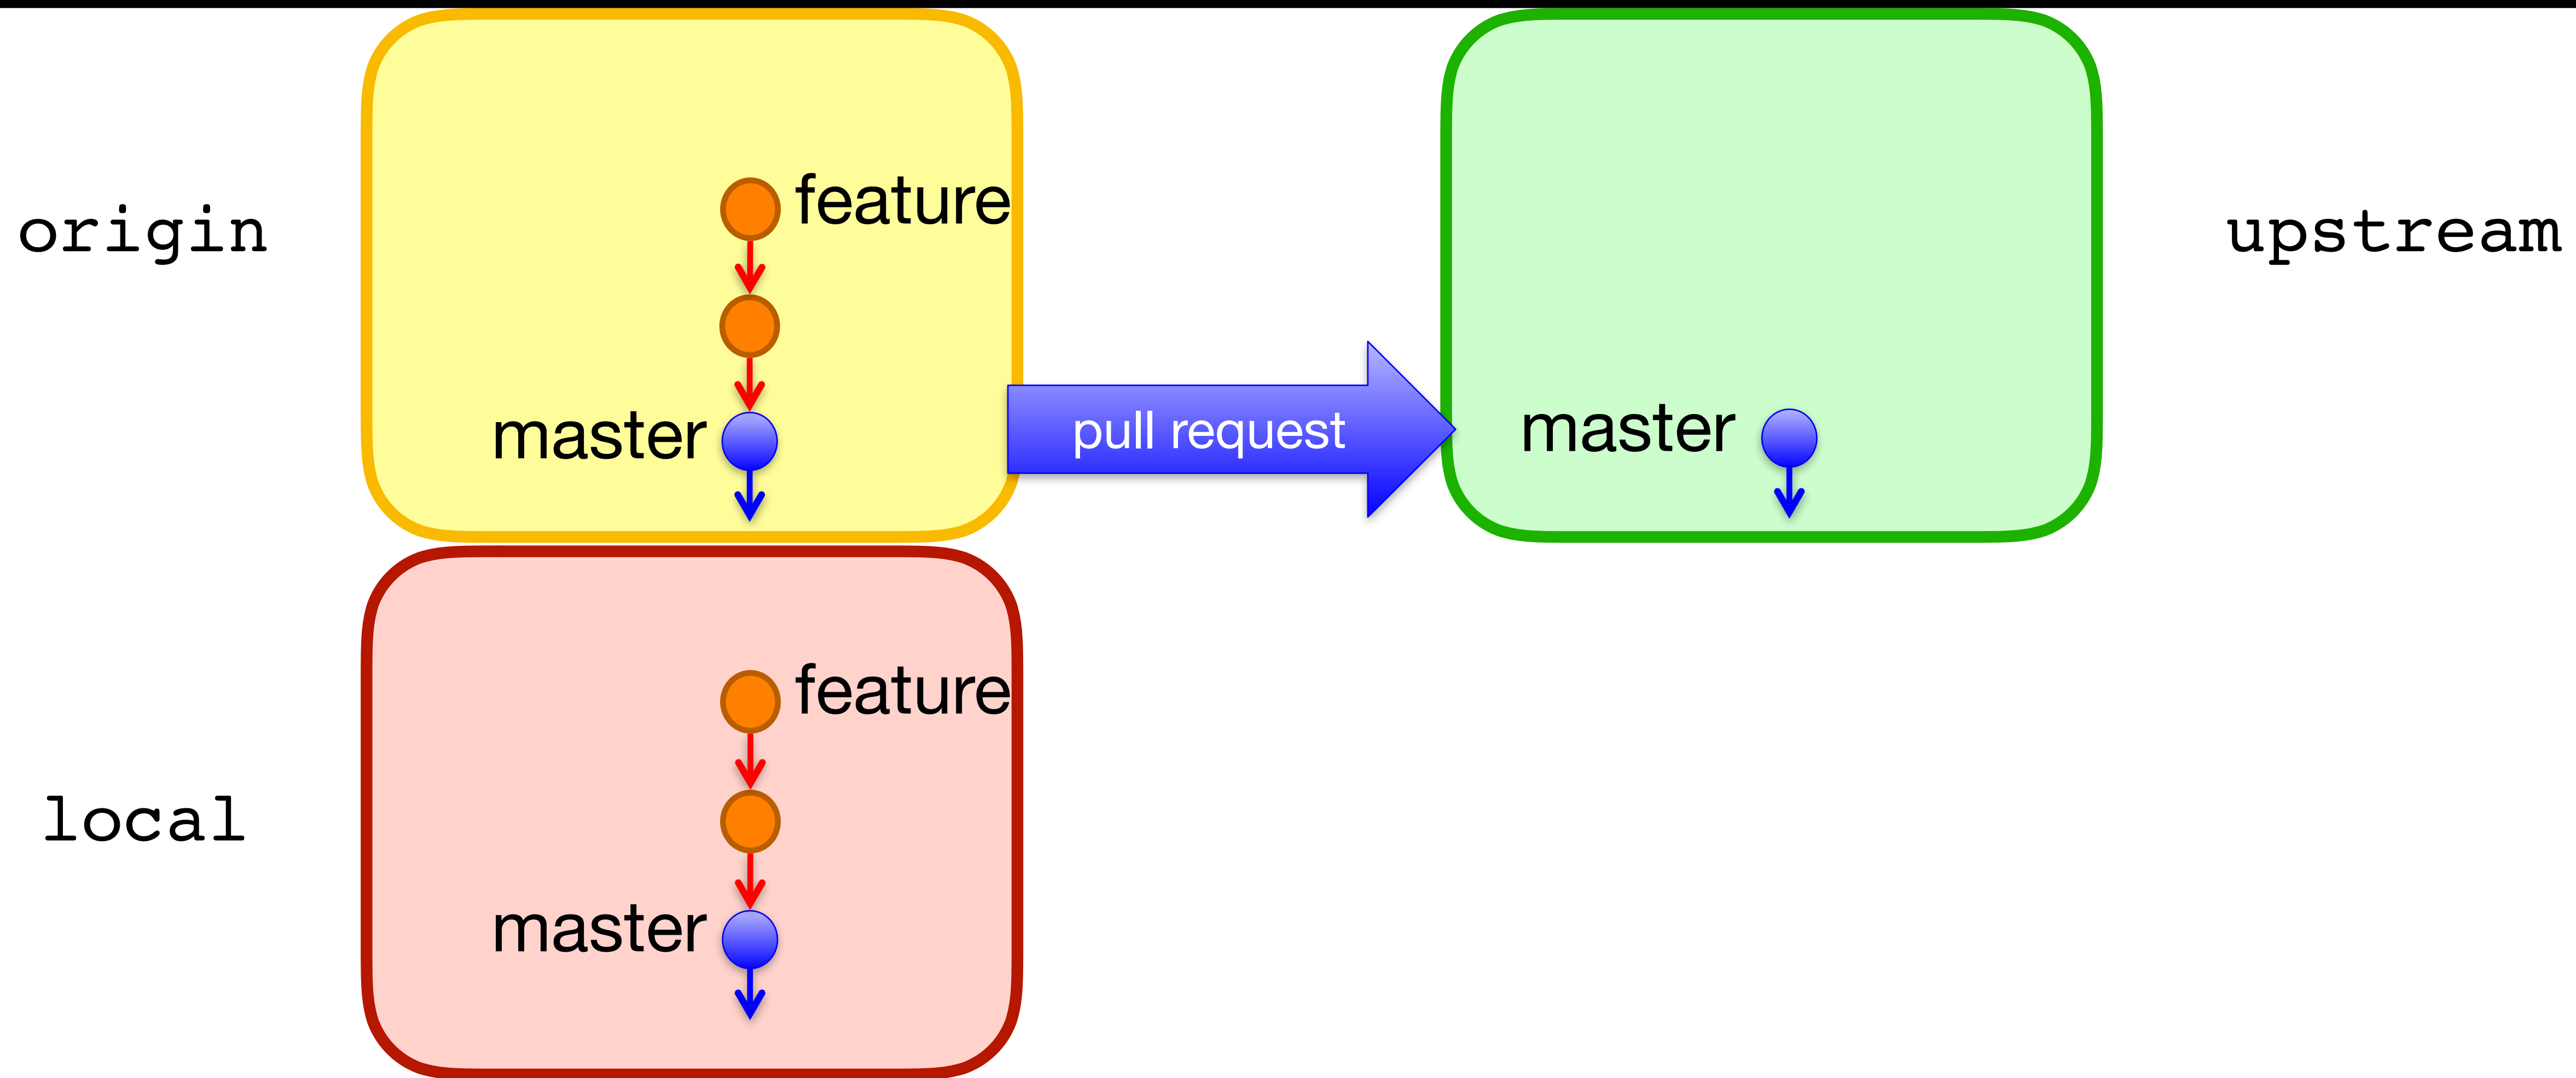 feature
origin
upstream
master
pull request
master
feature
local
master